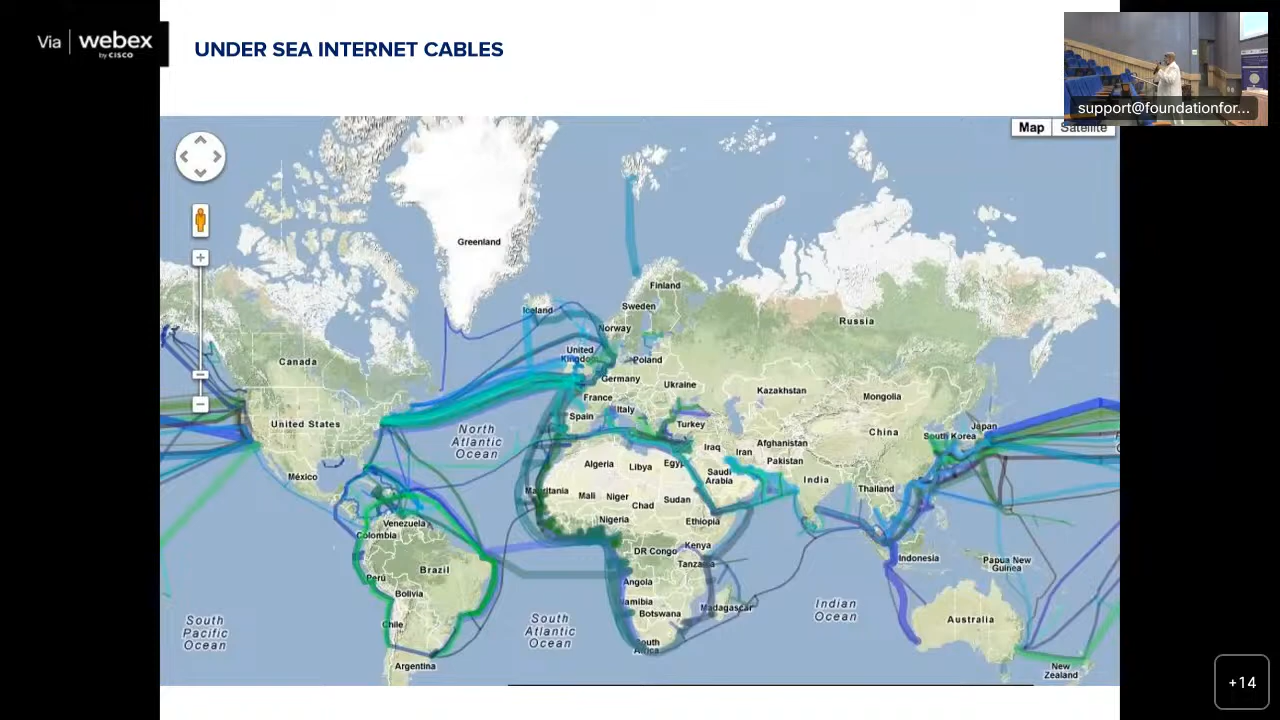 Via | webex
by CISCO
UNDER SEA INTERNET CABLES
support@foundationfor...
Map Satellite
Greenland
Finland
Iceland
Sweden
Norway
Russia
United
Kingdom
Poland
Canada
Germany
Ukraine
Kazakhstan
Mongolia
France
Italy
Spain
United States
Turkey
Japan
South Korea
China
North
Atlantic
Ocean
Iraq
Iran
Afghanistan
Pakistan
Algeria
Libya
Egypt
Saudi
Arabia
India
México
Thailand
Mauritania
Mali
Niger
Sudan
Chad
Nigeria
Ethiopia
Venezuela
Colombia
Kenya
DR Congo
Tanzania
Indonesia
Papua New
Guinea
Brazil
Perú
Angola
Bolivia
Namibia
Botswana
Madagascar
Indian
Ocean
Australia
South
Pacific
Ocean
Chile
South
Atlantic
Ocean
South
Africa
Argentina
New
Zealand
+14